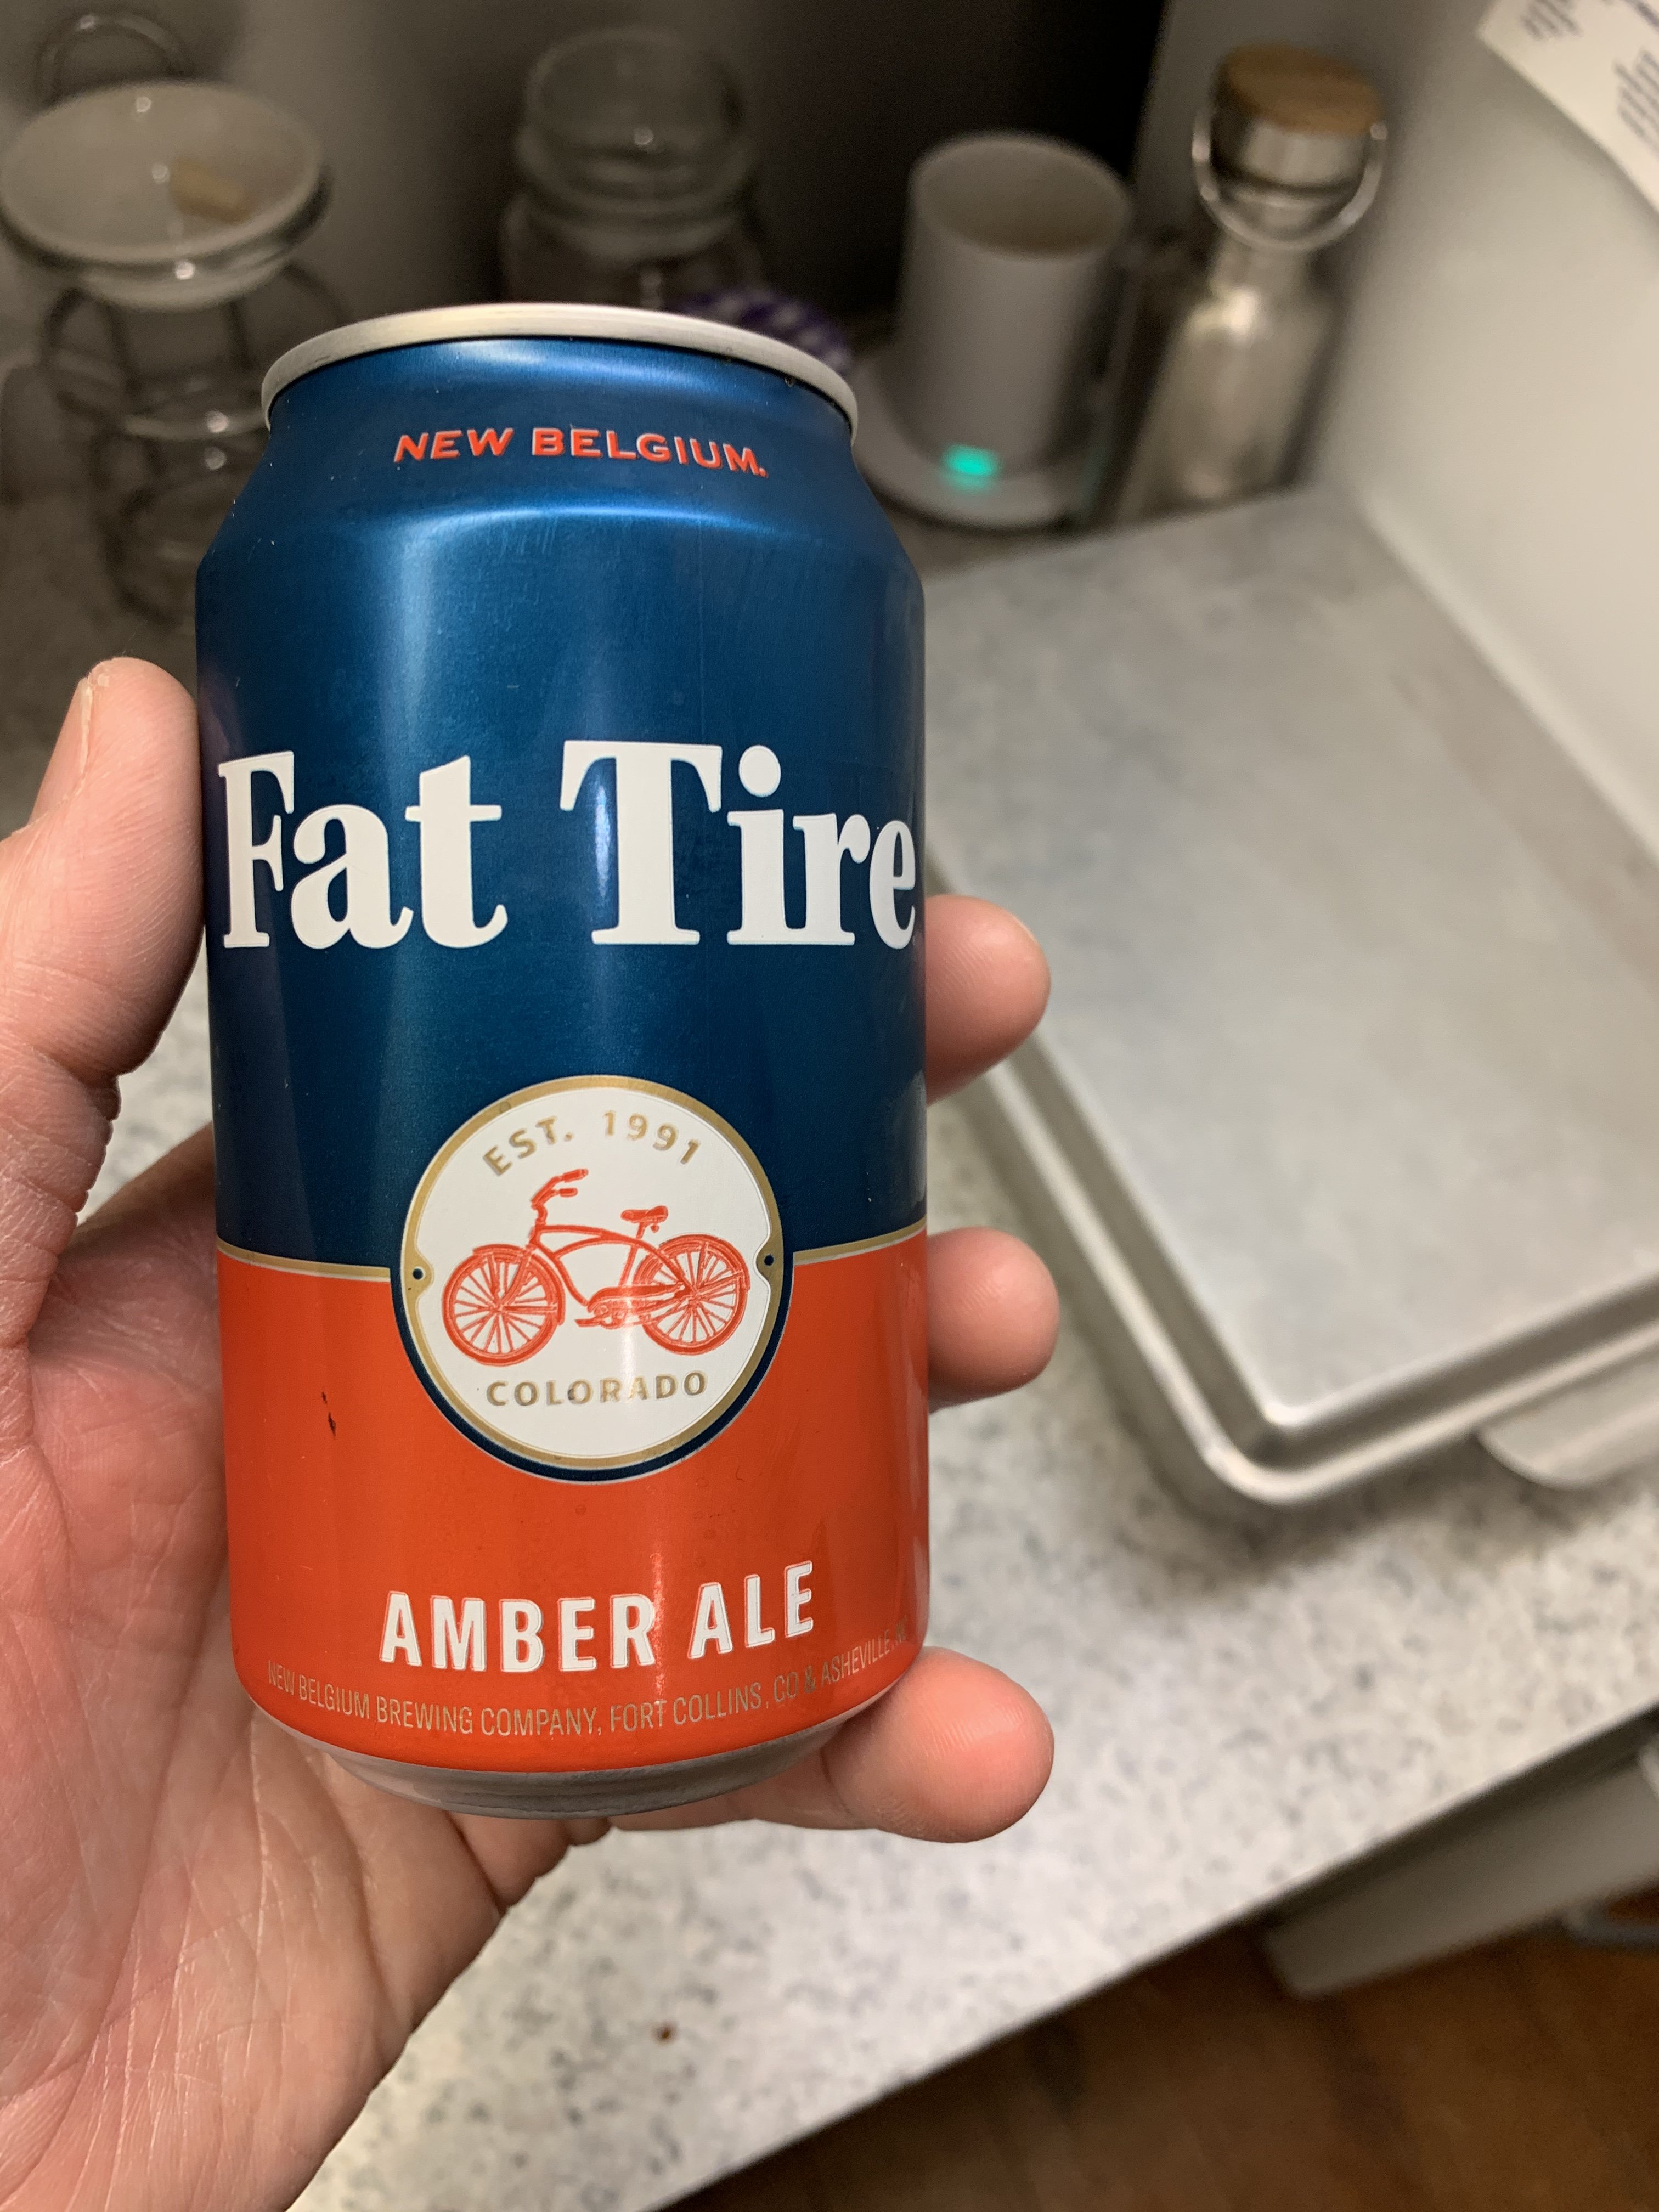 NEW BELGIUM.
Fat Tire
EST. 1991
COLORADO
AMBER ALE
NEW BELGIUM BREWING COMPANY, FORT COLLINS, CO & ASHEVILLE,